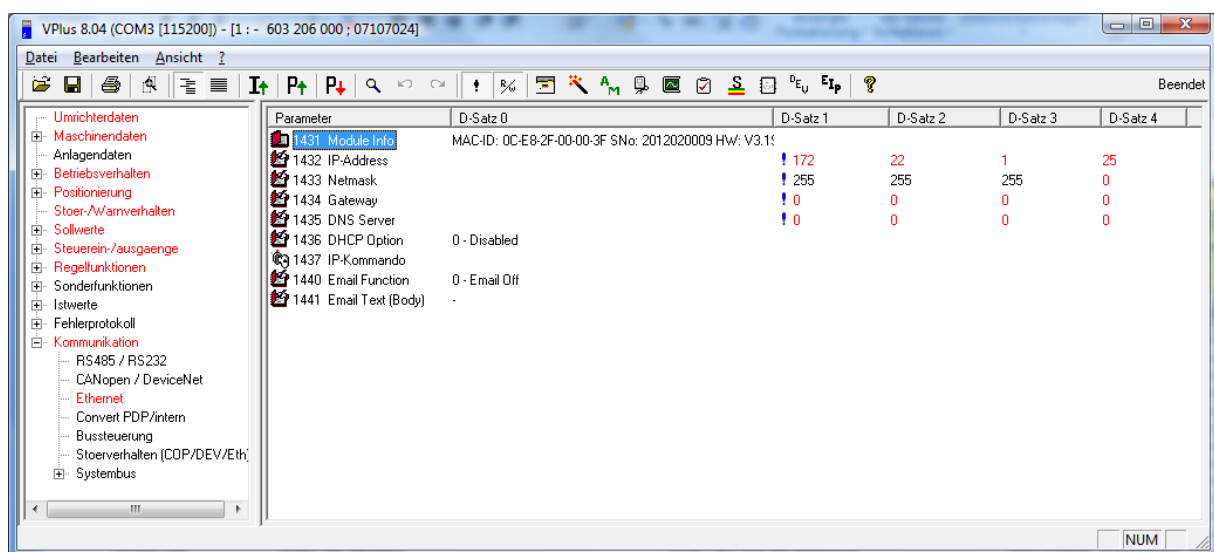 VPlus 8.04 (COM3 [115200]) - [1 : - 603 206 000 ; 07107024]
Datei Bearbeiten Ansicht ?
Beendet
Umrichterdaten
Maschinendaten
Anlagendaten
Betriebsverhalten
Positionierung
Stoer-/Warnverhalten
Sollwerte
Steuerein-/ausgaenge
Regelfunktionen
Sonderfunktionen
Istwerte
Fehlerprotokoll
Kommunikation
RS485 / RS232
CANopen / DeviceNet
Ethernet
Convert PDP/intern
Bussteuerung
Stoerverhalten (COP/DEV/Eth)
Systembus
Parameter D-Satz 0 D-Satz 1 D-Satz 2 D-Satz 3 D-Satz 4
1431 Module Info MAC-ID: 0C-E8-2F-00-00-3F SNo: 2012020009 HW: V3.19
1432 IP-Address ! 172 22 1 25
1433 Netmask ! 255 255 255 0
1434 Gateway ! 0 0 0 0
1435 DNS Server ! 0 0 0 0
1436 DHCP Option 0 - Disabled
1437 IP-Kommando
1440 Email Function 0 - Email Off
1441 Email Text (Body) -
NUM